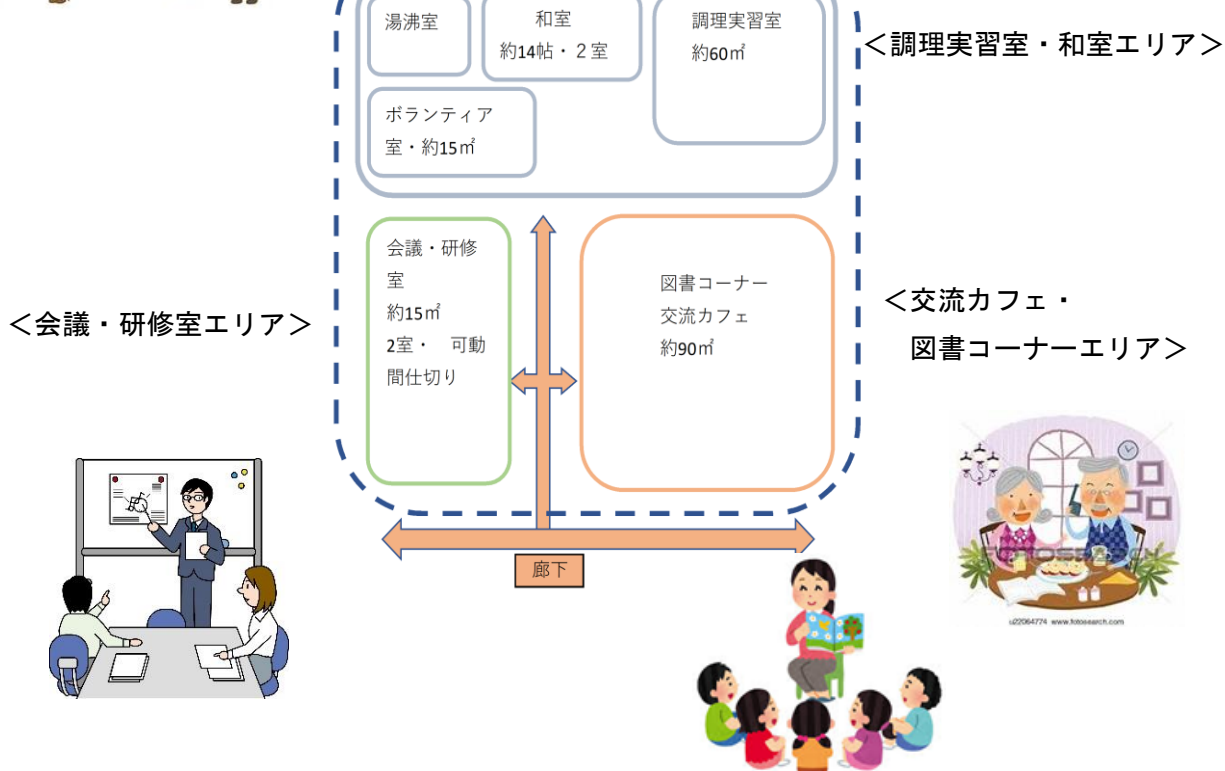 湯沸室
和室
約14帖・２室
調理実習室
約60㎡
＜調理実習室・和室エリア＞
ボランティア
室・約15㎡
会議・研修
室
約15㎡
2室・　可動
間仕切り
図書コーナー
交流カフェ
約90㎡
＜会議・研修室エリア＞
＜交流カフェ・
図書コーナーエリア＞
廊下
FOTOSEARCH
u22064774 www.fotosearch.com